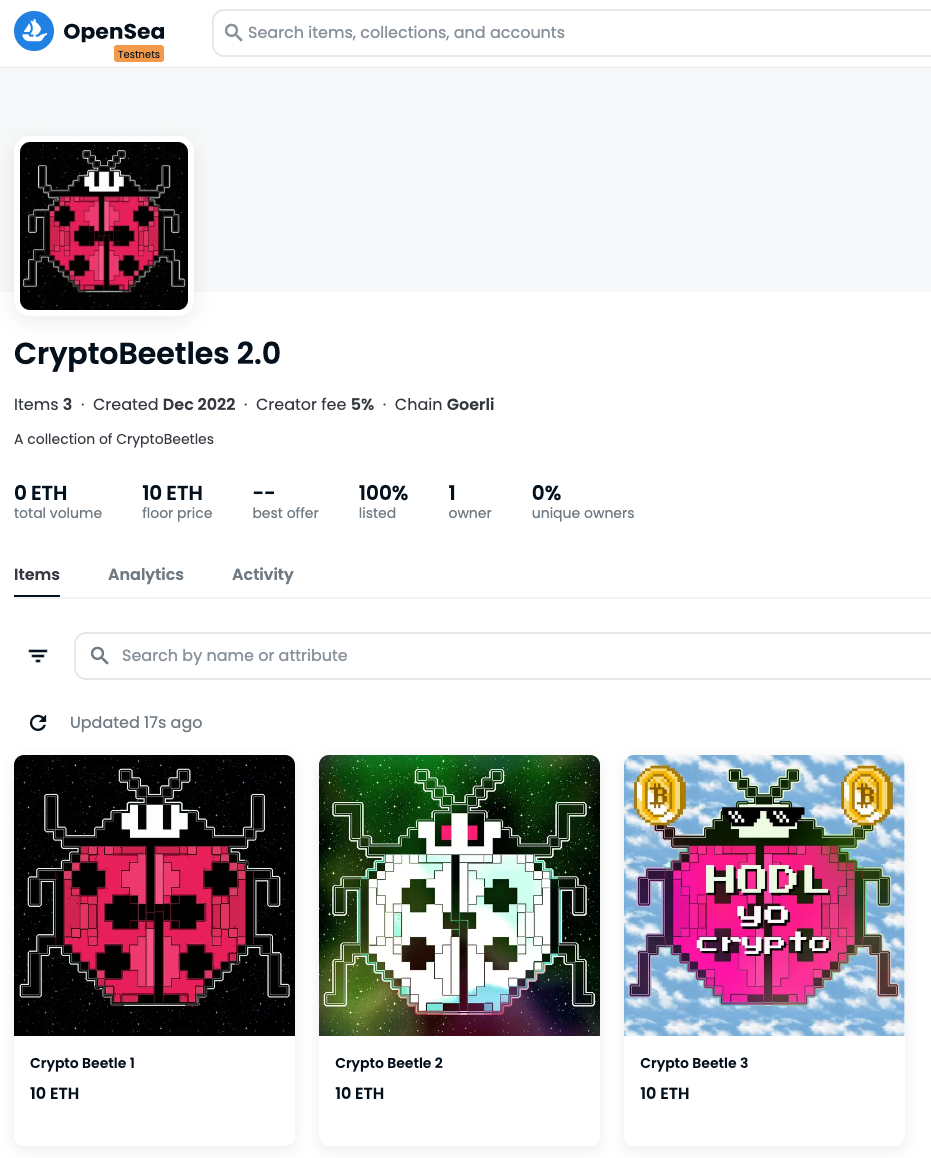 OpenSea
Testnets
Search items, collections, and accounts
CryptoBeetles 2.0
Items 3 · Created Dec 2022 · Creator fee 5% · Chain Goerli
A collection of CryptoBeetles
0 ETH 10 ETH -- 100% 1 0%
total volume floor price best offer listed owner unique owners
Items Analytics Activity
Search by name or attribute
Updated 17s ago
HODL
yo
crypto
Crypto Beetle 1 Crypto Beetle 2 Crypto Beetle 3
10 ETH 10 ETH 10 ETH